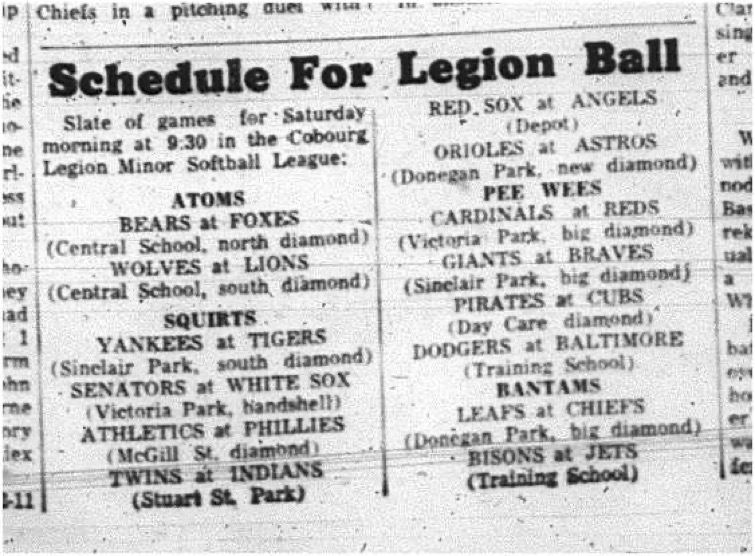 Chiefs in a pitching duel with
Schedule For Legion Ball
Slate of games for Saturday
morning at 9:30 in the Cobourg
Legion Minor Softball League:
ATOMS
BEARS at FOXES
(Central School, north diamond)
WOLVES at LIONS
(Central School, south diamond)
SQUIRTS
YANKEES at TIGERS
(Sinclair Park, south diamond)
SENATORS at WHITE SOX
(Victoria Park, bandshell)
ATHLETICS at PHILLIES
(McGill St. diamond)
TWINS at INDIANS
(Stuart St. Park)
RED SOX at ANGELS
(Depot)
ORIOLES at ASTROS
(Donegan Park, new diamond)
PEE WEES
CARDINALS at REDS
(Victoria Park, big diamond)
GIANTS at BRAVES
(Sinclair Park, big diamond)
PIRATES at CUBS
(Day Care diamond)
DODGERS at BALTIMORE
(Training School)
BANTAMS
LEAFS at CHIEFS
(Donegan Park, big diamond)
BISONS at JETS
(Training School)